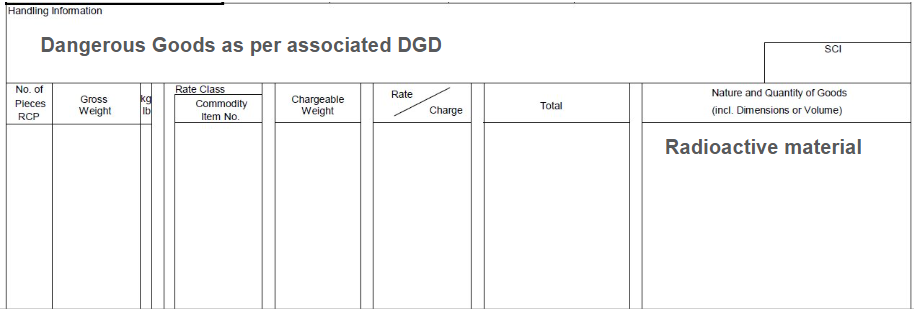 Handling Information
Dangerous Goods as per associated DGD
SCI
No. of
Pieces
RCP
Gross
Weight
kg
lb
Rate Class
Commodity
Item No.
Chargeable
Weight
Rate
Charge
Total
Nature and Quantity of Goods
(incl. Dimensions or Volume)
Radioactive material